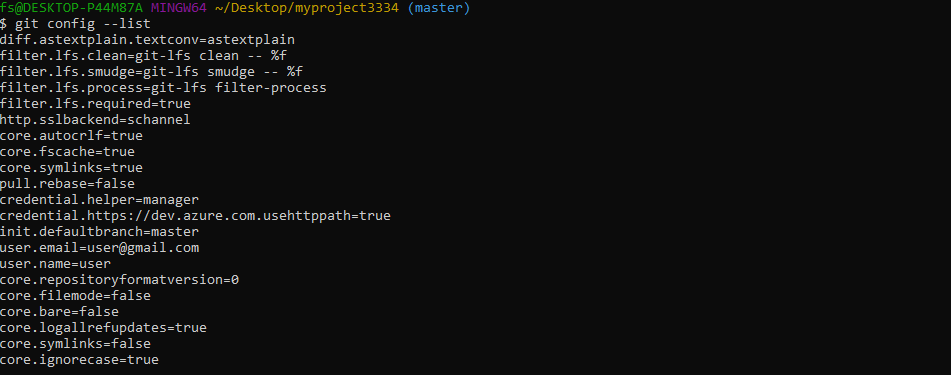 fs@DESKTOP-P44M87A MINGW64 ~/Desktop/myproject3334 (master)
$ git config --list
diff.astextplain.textconv=astextplain
filter.lfs.clean=git-lfs clean -- %f
filter.lfs.smudge=git-lfs smudge -- %f
filter.lfs.process=git-lfs filter-process
filter.lfs.required=true
http.sslbackend=schannel
core.autocrlf=true
core.fscache=true
core.symlinks=true
pull.rebase=false
credential.helper=manager
credential.https://dev.azure.com.usehttppath=true
init.defaultbranch=master
user.email=user@gmail.com
user.name=user
core.repositoryformatversion=0
core.filemode=false
core.bare=false
core.logallrefupdates=true
core.symlinks=false
core.ignorecase=true